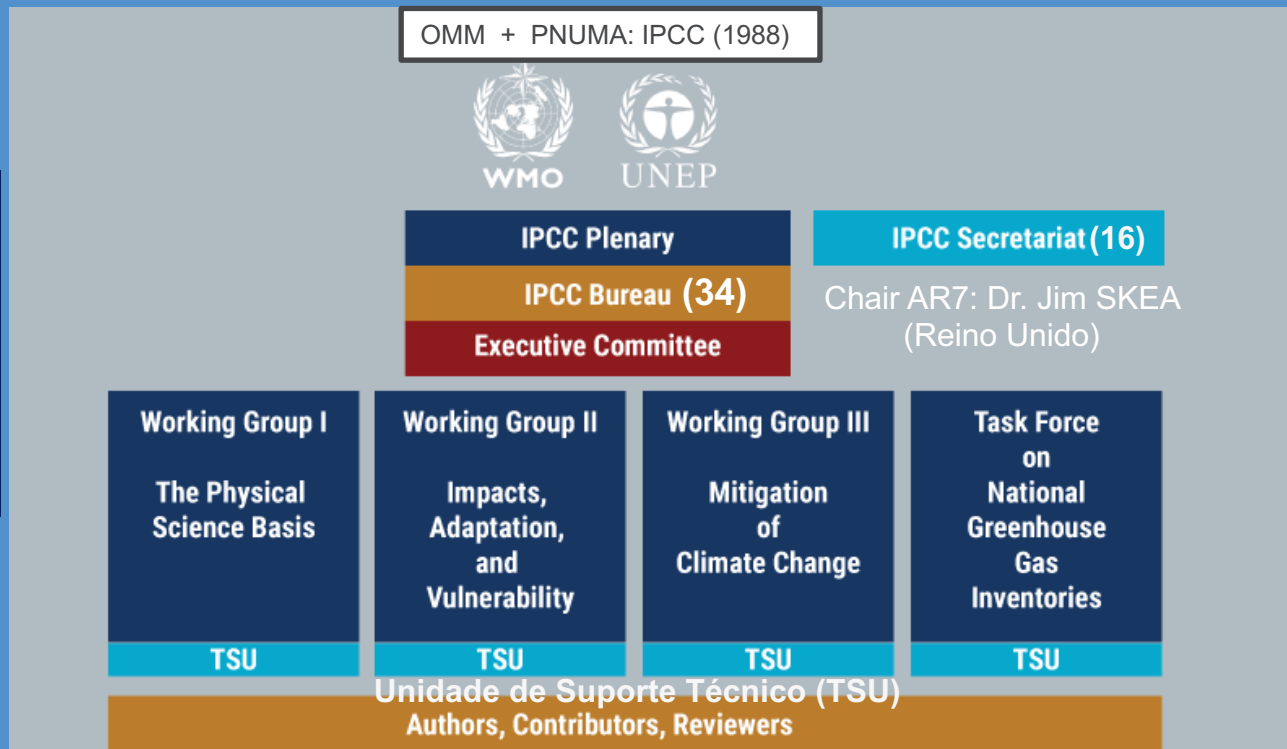 OMM + PNUMA: IPCC (1988)
WMO
UNEP
IPCC Plenary
IPCC Secretariat (16)
IPCC Bureau (34)
Chair AR7: Dr. Jim SKEA
(Reino Unido)
Executive Committee
Working Group I
The Physical
Science Basis
TSU
Working Group II
Impacts,
Adaptation,
and
Vulnerability
TSU
Working Group III
Mitigation
of
Climate Change
TSU
Task Force
on
National
Greenhouse
Gas
Inventories
TSU
Unidade de Suporte Técnico (TSU)
Authors, Contributors, Reviewers